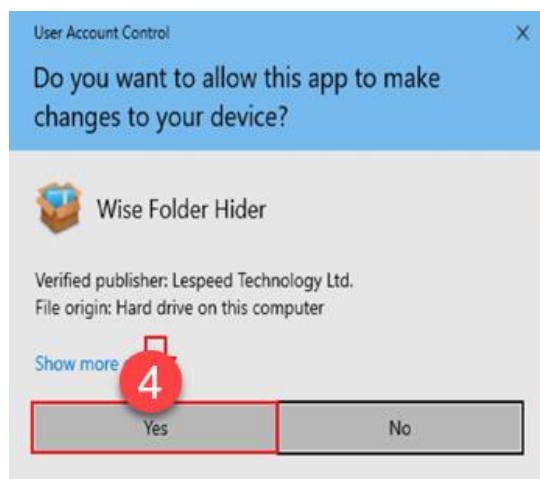 User Account Control
Do you want to allow this app to make
changes to your device?
Wise Folder Hider
Verified publisher: Lespeed Technology Ltd.
File origin: Hard drive on this computer
Show more
4
Yes No